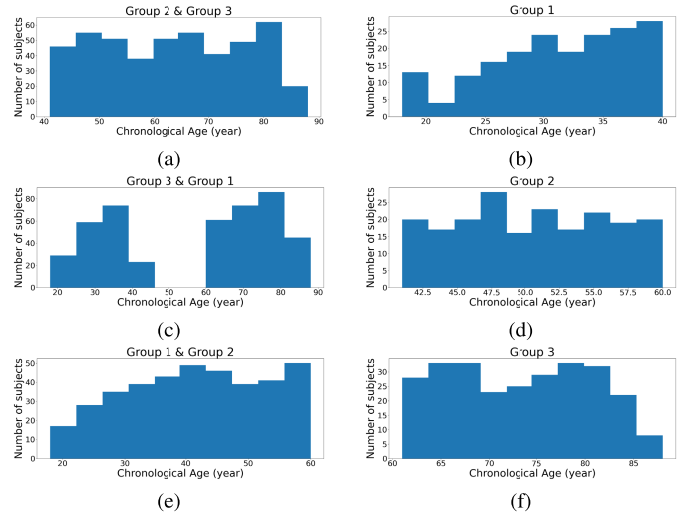 Group 2 & Group 3
Number of subjects
60
50
40
30
20
10
0
40 50 60 70 80 90
Chronological Age (year)
(a)
Group 1
Number of subjects
25
20
15
10
5
0
20 25 30 35 40
Chronological Age (year)
(b)
Group 3 & Group 1
Number of subjects
80
60
40
20
0
20 30 40 50 60 70 80 90
Chronological Age (year)
(c)
Group 2
Number of subjects
25
20
15
10
5
0
42.5 45.0 47.5 50.0 52.5 55.0 57.5 60.0
Chronological Age (year)
(d)
Group 1 & Group 2
Number of subjects
50
40
30
20
10
0
20 30 40 50 60
Chronological Age (year)
(e)
Group 3
Number of subjects
30
25
20
15
10
5
0
60 65 70 75 80 85
Chronological Age (year)
(f)